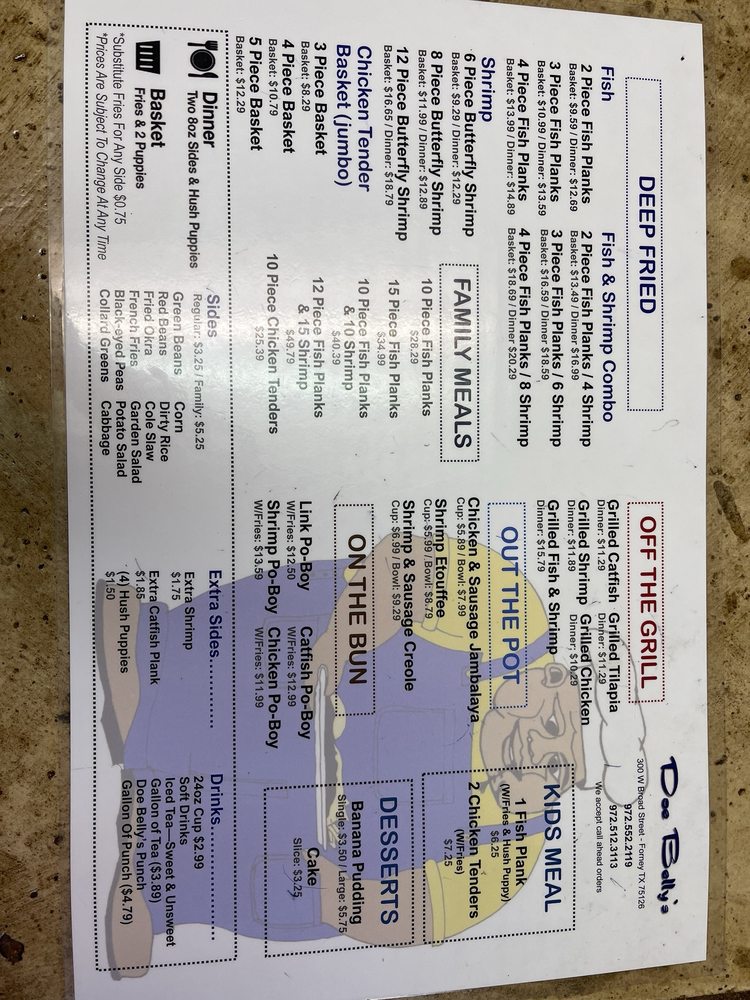 DEEP FRIED
Fish
2 Piece Fish Planks
Basket: $9.59 / Dinner: $12.69
3 Piece Fish Planks
Basket: $10.99 / Dinner: $13.59
4 Piece Fish Planks
Basket: $13.99 / Dinner: $14.89
Shrimp
6 Piece Butterfly Shrimp
Basket: $9.29 / Dinner: $12.29
8 Piece Butterfly Shrimp
Basket: $11.99 / Dinner: $12.89
12 Piece Butterfly Shrimp
Basket: $16.65 / Dinner: $18.79
Chicken Tender
Basket (jumbo)
3 Piece Basket
Basket: $8.29
4 Piece Basket
Basket: $10.79
5 Piece Basket
Basket: $12.29
Fish & Shrimp Combo
2 Piece Fish Planks / 4 Shrimp
Basket: $13.49 / Dinner $16.99
3 Piece Fish Planks / 6 Shrimp
Basket: $16.59 / Dinner $18.59
4 Piece Fish Planks / 8 Shrimp
Basket: $18.69 / Dinner $20.29
FAMILY MEALS
10 Piece Fish Planks
$28.29
15 Piece Fish Planks
$34.99
10 Piece Fish Planks
& 10 Shrimp
$40.39
12 Piece Fish Planks
& 15 Shrimp
$49.79
10 Piece Chicken Tenders
$25.39
OFF THE GRILL
Grilled Catfish
Dinner: $11.29
Grilled Tilapia
Dinner: $11.29
Grilled Shrimp
Dinner: $11.89
Grilled Chicken
Dinner: $10.29
Grilled Fish & Shrimp
Dinner: $15.79
OUT THE POT
Chicken & Sausage Jambalaya
Cup: $5.89 / Bowl: $7.99
Shrimp Etouffee
Cup: $5.99 / Bowl: $8.79
Shrimp & Sausage Creole
Cup: $6.99 / Bowl: $9.29
ON THE BUN
Link Po-Boy
W/Fries: $12.50
Catfish Po-Boy
W/Fries: $12.99
Shrimp Po-Boy
W/Fries: $13.59
Chicken Po-Boy
W/Fries: $11.99
Doe Belly's
300 W Broad Street - Forney TX 75126
972.552.2119
972.512.3113
We accept call ahead orders
KIDS MEAL
1 Fish Plank
(W/Fries & Hush Puppy)
$6.25
2 Chicken Tenders
(W/Fries)
$7.25
DESSERTS
Banana Pudding
Single: $3.50 / Large: $5.75
Cake
Slice: $3.25
Dinner
Two 8oz Sides & Hush Puppies
Basket
Fries & 2 Puppies
*Substitute Fries For Any Side $0.75
*Prices Are Subject To Change At Any Time
Sides
Regular: $3.25 / Family: $5.25
Green Beans
Red Beans
Fried Okra
French Fries
Black-eyed Peas
Collard Greens
Corn
Dirty Rice
Cole Slaw
Garden Salad
Potato Salad
Cabbage
Extra Sides
Extra Shrimp
$1.75
Extra Catfish Plank
$1.85
(4) Hush Puppies
$1.50
Drinks
24oz Cup $2.99
Soft Drinks
Iced Tea—Sweet & Unsweet
Gallon of Tea ($3.89)
Doe Belly's Punch
Gallon Of Punch ($4.79)